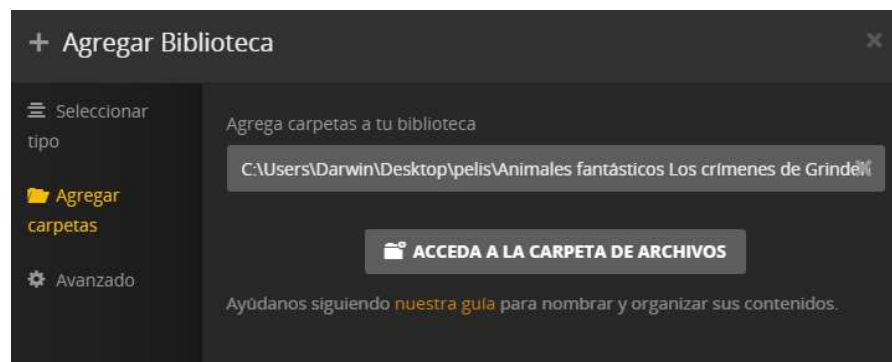 + Agregar Biblioteca
Seleccionar
tipo
Agregar
carpetas
Avanzado
Agrega carpetas a tu biblioteca
C:\Users\Darwin\Desktop\pelis\Animales fantásticos Los crímenes de Grindel
ACCEDA A LA CARPETA DE ARCHIVOS
Ayúdanos siguiendo nuestra guía para nombrar y organizar sus contenidos.